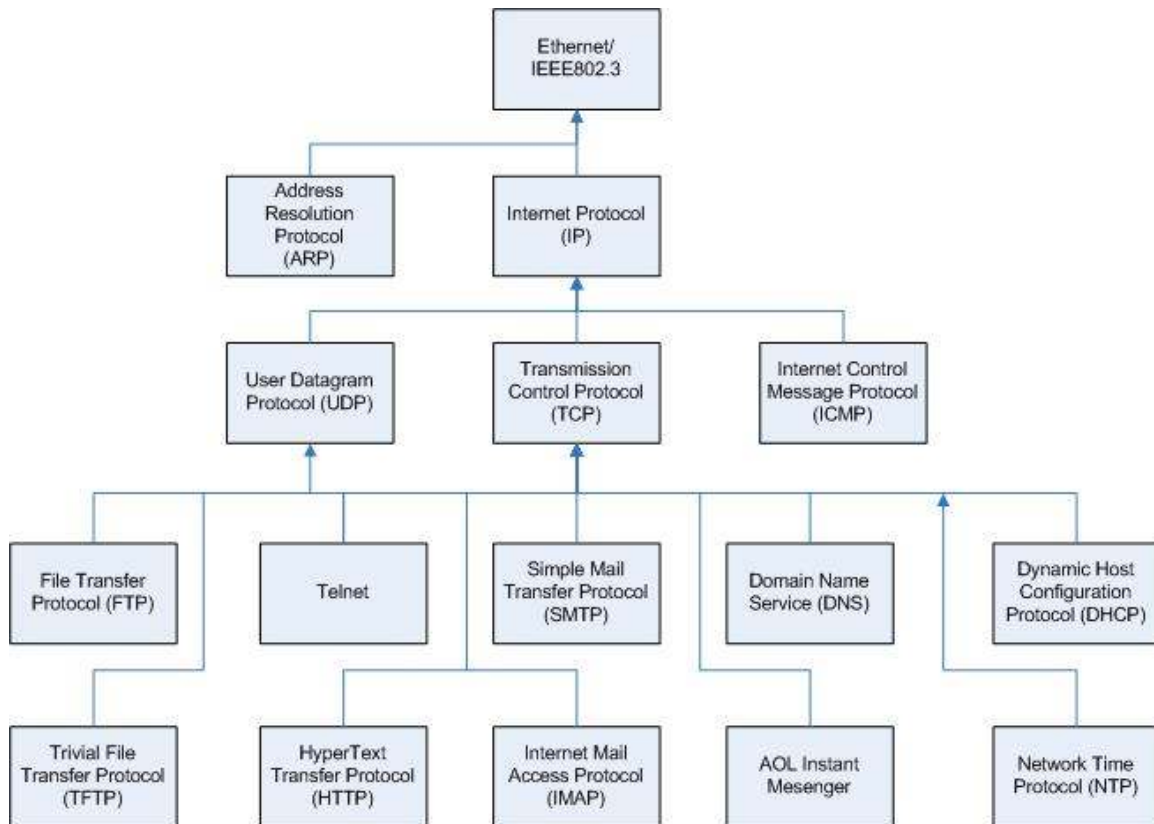 Ethernet/
IEEE802.3
Address
Resolution
Protocol
(ARP)
Internet Protocol
(IP)
User Datagram
Protocol (UDP)
Transmission
Control Protocol
(TCP)
Internet Control
Message Protocol
(ICMP)
File Transfer
Protocol (FTP)
Telnet
Simple Mail
Transfer Protocol
(SMTP)
Domain Name
Service (DNS)
Dynamic Host
Configuration
Protocol (DHCP)
Trivial File
Transfer Protocol
(TFTP)
HyperText
Transfer Protocol
(HTTP)
Internet Mail
Access Protocol
(IMAP)
AOL Instant
Mesenger
Network Time
Protocol (NTP)